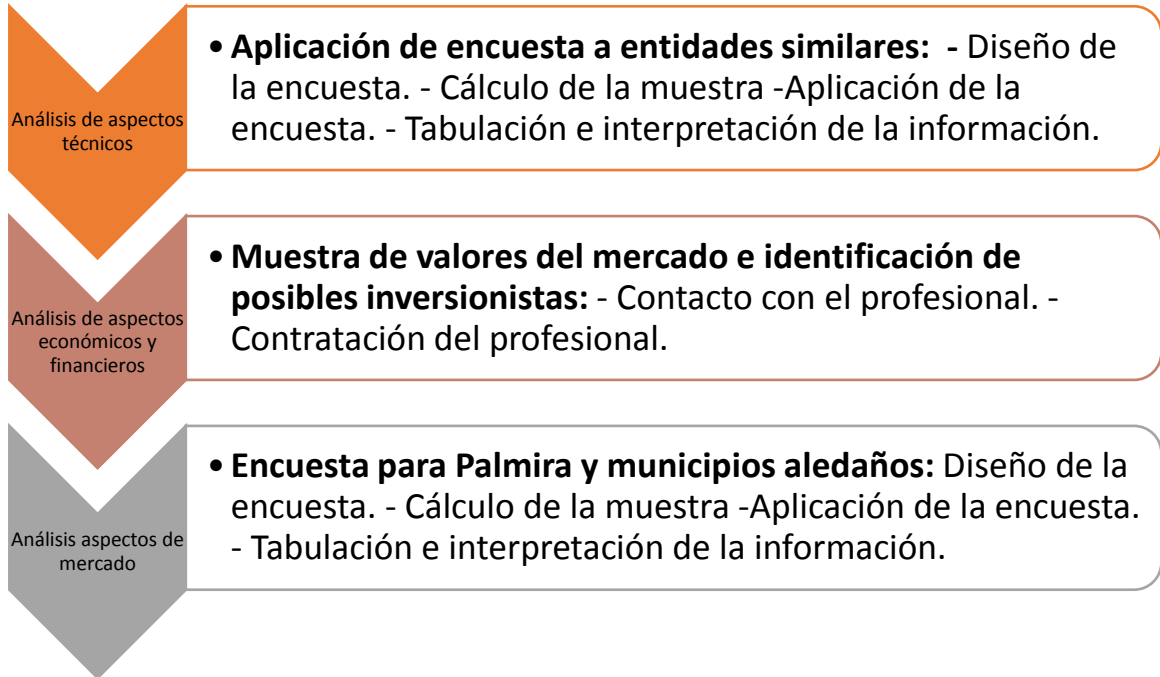 Análisis de aspectos
técnicos
• Aplicación de encuesta a entidades similares: - Diseño de
la encuesta. - Cálculo de la muestra -Aplicación de la
encuesta. - Tabulación e interpretación de la información.
Análisis de aspectos
económicos y
financieros
• Muestra de valores del mercado e identificación de
posibles inversionistas: - Contacto con el profesional. -
Contratación del profesional.
Análisis aspectos de
mercado
• Encuesta para Palmira y municipios aledaños: Diseño de la
encuesta. - Cálculo de la muestra -Aplicación de la encuesta.
- Tabulación e interpretación de la información.